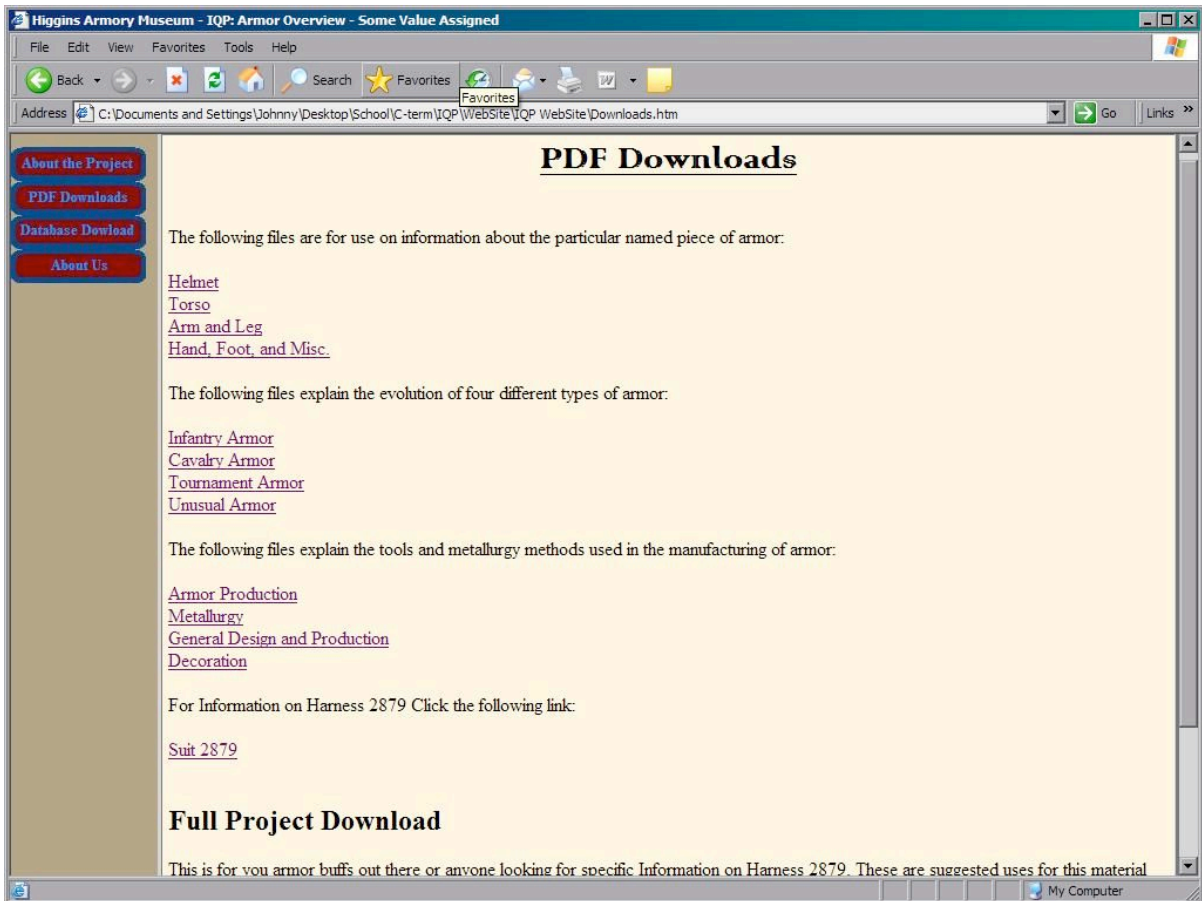 Higgins Armory Museum - IQP: Armor Overview - Some Value Assigned
File Edit View Favorites Tools Help
Back Search Favorites
Favorites
Address C:\Documents and Settings\Johnny\Desktop\School\C-term\IQP\WebSite\IQP WebSite\Downloads.htm Go Links »
About the Project
PDF Downloads
Database Dowload
About Us
PDF Downloads
The following files are for use on information about the particular named piece of armor:
Helmet
Torso
Arm and Leg
Hand, Foot, and Misc.
The following files explain the evolution of four different types of armor:
Infantry Armor
Cavalry Armor
Tournament Armor
Unusual Armor
The following files explain the tools and metallurgy methods used in the manufacturing of armor:
Armor Production
Metallurgy
General Design and Production
Decoration
For Information on Harness 2879 Click the following link:
Suit 2879
Full Project Download
This is for you armor buffs out there or anyone looking for specific Information on Harness 2879. These are suggested uses for this material
My Computer